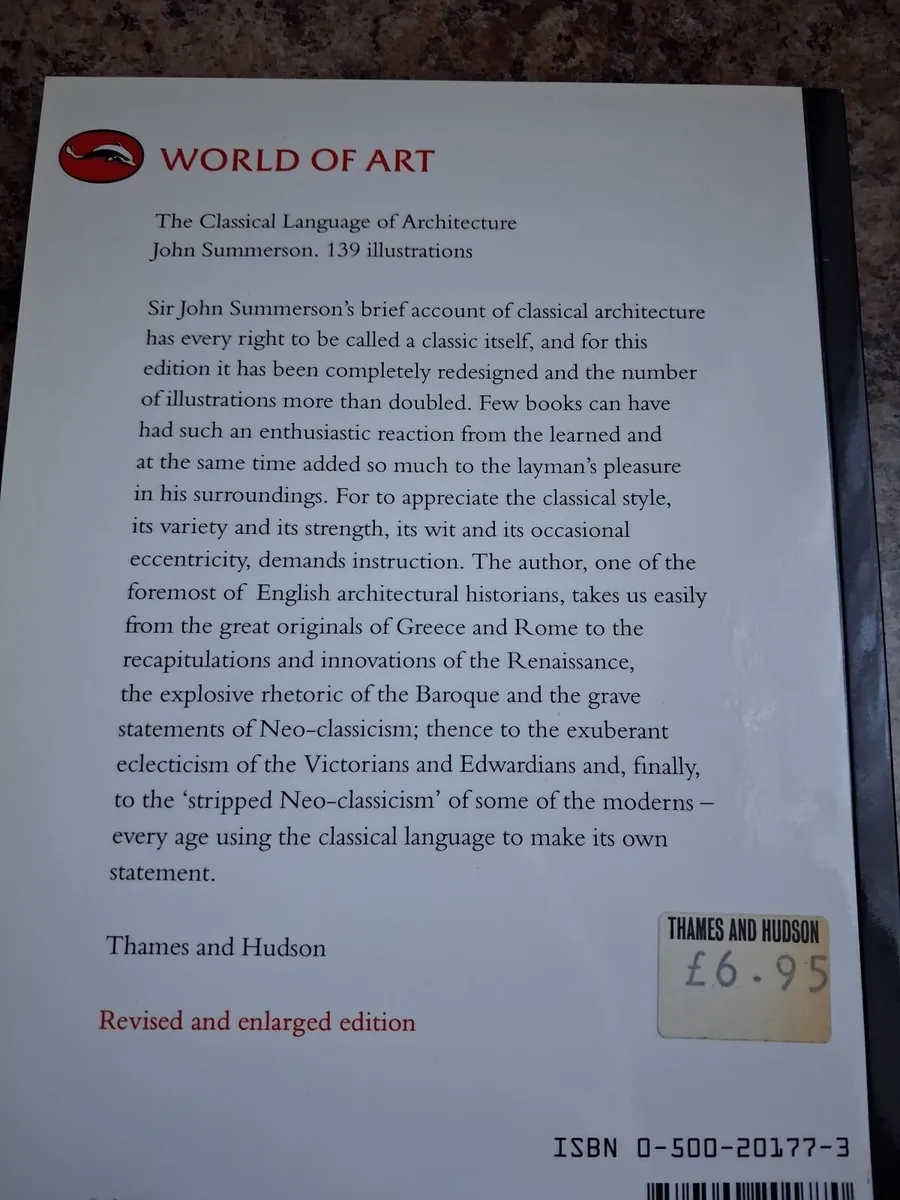 WORLD OF ART
The Classical Language of Architecture
John Summerson. 139 illustrations
Sir John Summerson's brief account of classical architecture
has every right to be called a classic itself, and for this
edition it has been completely redesigned and the number
of illustrations more than doubled. Few books can have
had such an enthusiastic reaction from the learned and
at the same time added so much to the layman's pleasure
in his surroundings. For to appreciate the classical style,
its variety and its strength, its wit and its occasional
eccentricity, demands instruction. The author, one of the
foremost of English architectural historians, takes us easily
from the great originals of Greece and Rome to the
recapitulations and innovations of the Renaissance,
the explosive rhetoric of the Baroque and the grave
statements of Neo-classicism; thence to the exuberant
eclecticism of the Victorians and Edwardians and, finally,
to the 'stripped Neo-classicism' of some of the moderns –
every age using the classical language to make its own
statement.
Thames and Hudson
THAMES AND HUDSON
£6.95
Revised and enlarged edition
ISBN 0-500-20177-3